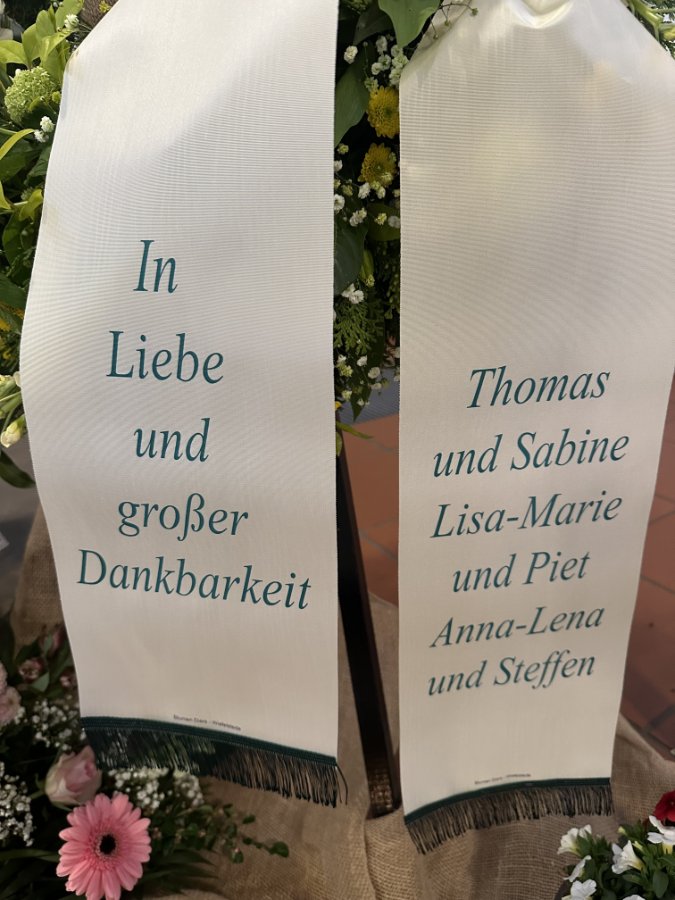 In
Liebe
und
großer
Dankbarkeit
Thomas
und Sabine
Lisa-Marie
und Piet
Anna-Lena
und Steffen